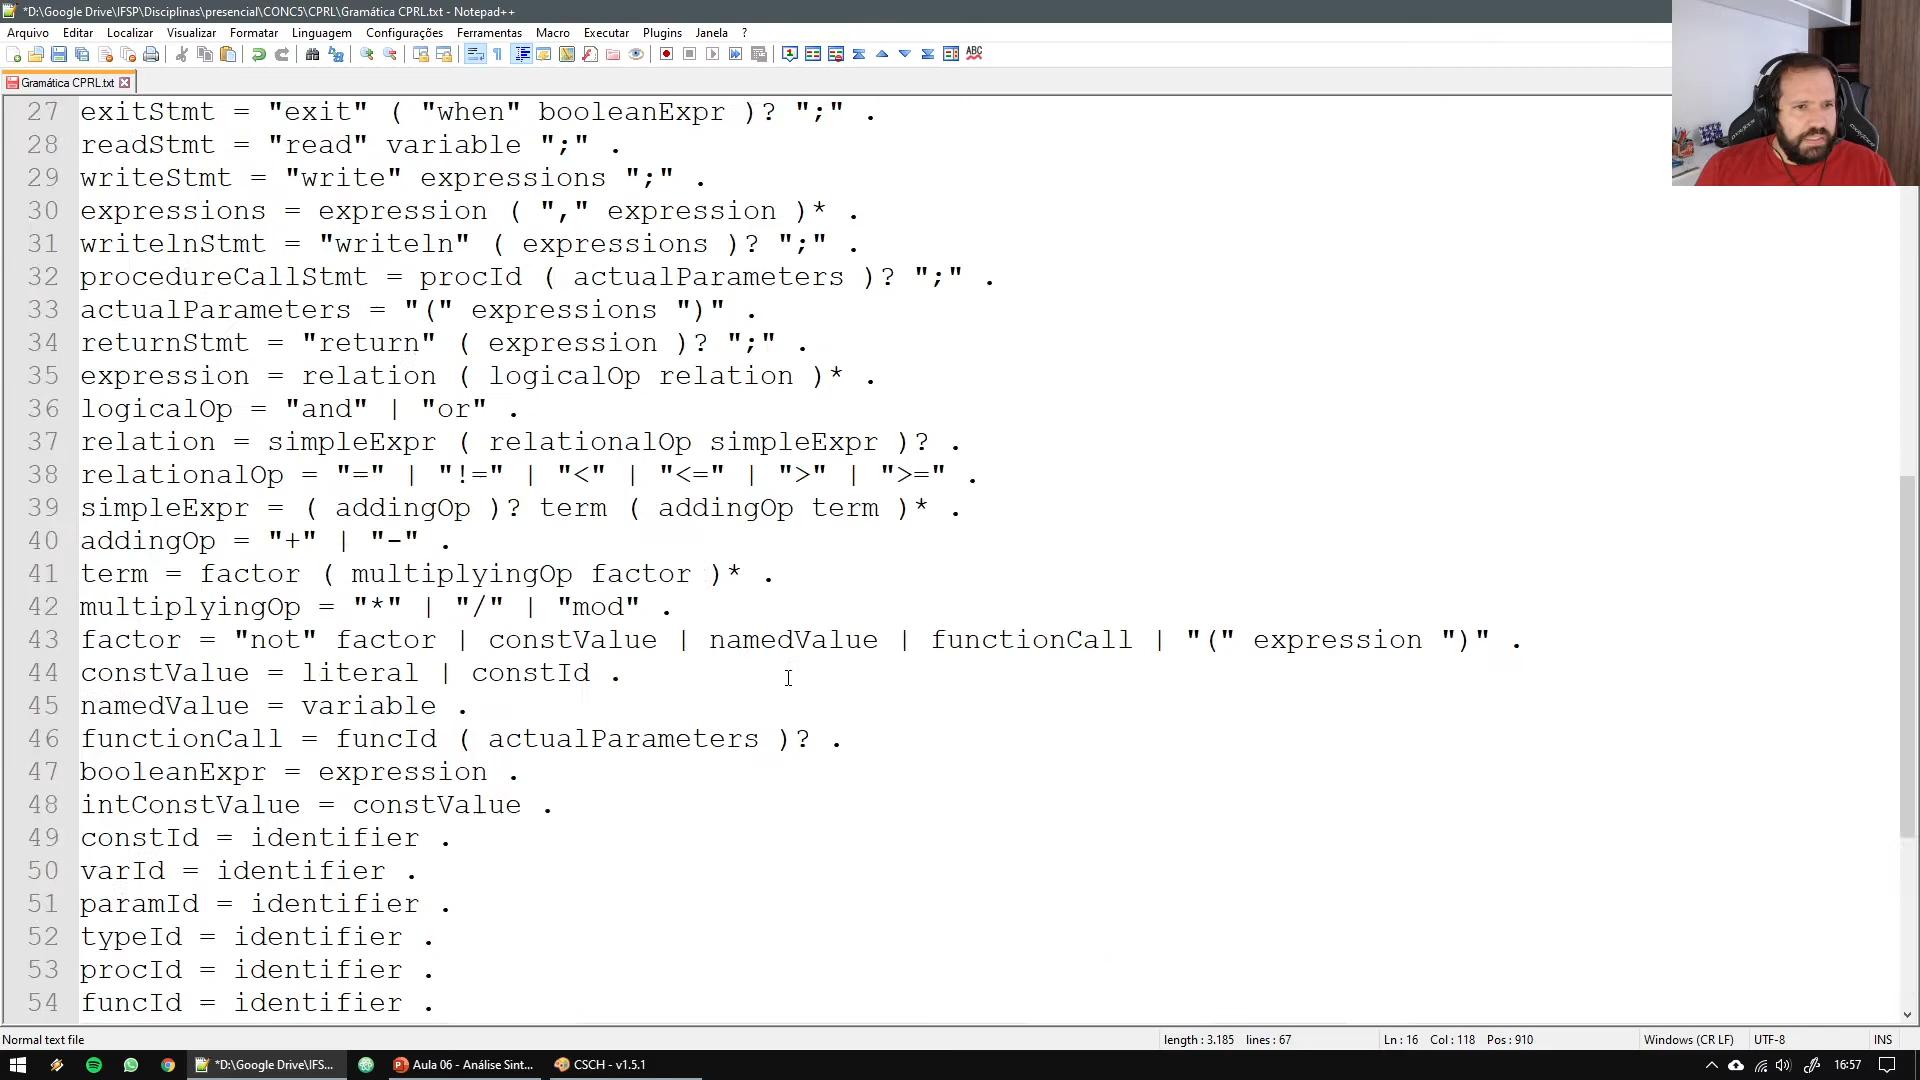 *D:\Google Drive\IFSP\Disciplinas\presencial\CONC5\CPRL\Gramática CPRL.txt - Notepad++
Arquivo Editar Localizar Visualizar Formatar Linguagem Configurações Ferramentas Macro Executar Plugins Janela ?
Gramática CPRL.txt
27 exitStmt = "exit" ( "when" booleanExpr )? ";" .
28 readStmt = "read" variable ";" .
29 writeStmt = "write" expressions ";" .
30 expressions = expression ( "," expression )* .
31 writelnStmt = "writeln" ( expressions )? ";" .
32 procedureCallStmt = procId ( actualParameters )? ";" .
33 actualParameters = "(" expressions ")" .
34 returnStmt = "return" ( expression )? ";" .
35 expression = relation ( logicalOp relation )* .
36 logicalOp = "and" | "or" .
37 relation = simpleExpr ( relationalOp simpleExpr )? .
38 relationalOp = "=" | "!=" | "<" | "<=" | ">" | ">=" .
39 simpleExpr = ( addingOp )? term ( addingOp term )* .
40 addingOp = "+" | "-" .
41 term = factor ( multiplyingOp factor )* .
42 multiplyingOp = "*" | "/" | "mod" .
43 factor = "not" factor | constValue | namedValue | functionCall | "(" expression ")" .
44 constValue = literal | constId .
45 namedValue = variable .
46 functionCall = funcId ( actualParameters )? .
47 booleanExpr = expression .
48 intConstValue = constValue .
49 constId = identifier .
50 varId = identifier .
51 paramId = identifier .
52 typeId = identifier .
53 procId = identifier .
54 funcId = identifier .
Normal text file length : 3.185 lines : 67 Ln : 16 Col : 118 Pos : 910 Windows (CR LF) UTF-8 INS
*D:\Google Drive\IFS... Aula 06 - Análise Sint... CSCH - v1.5.1 16:57